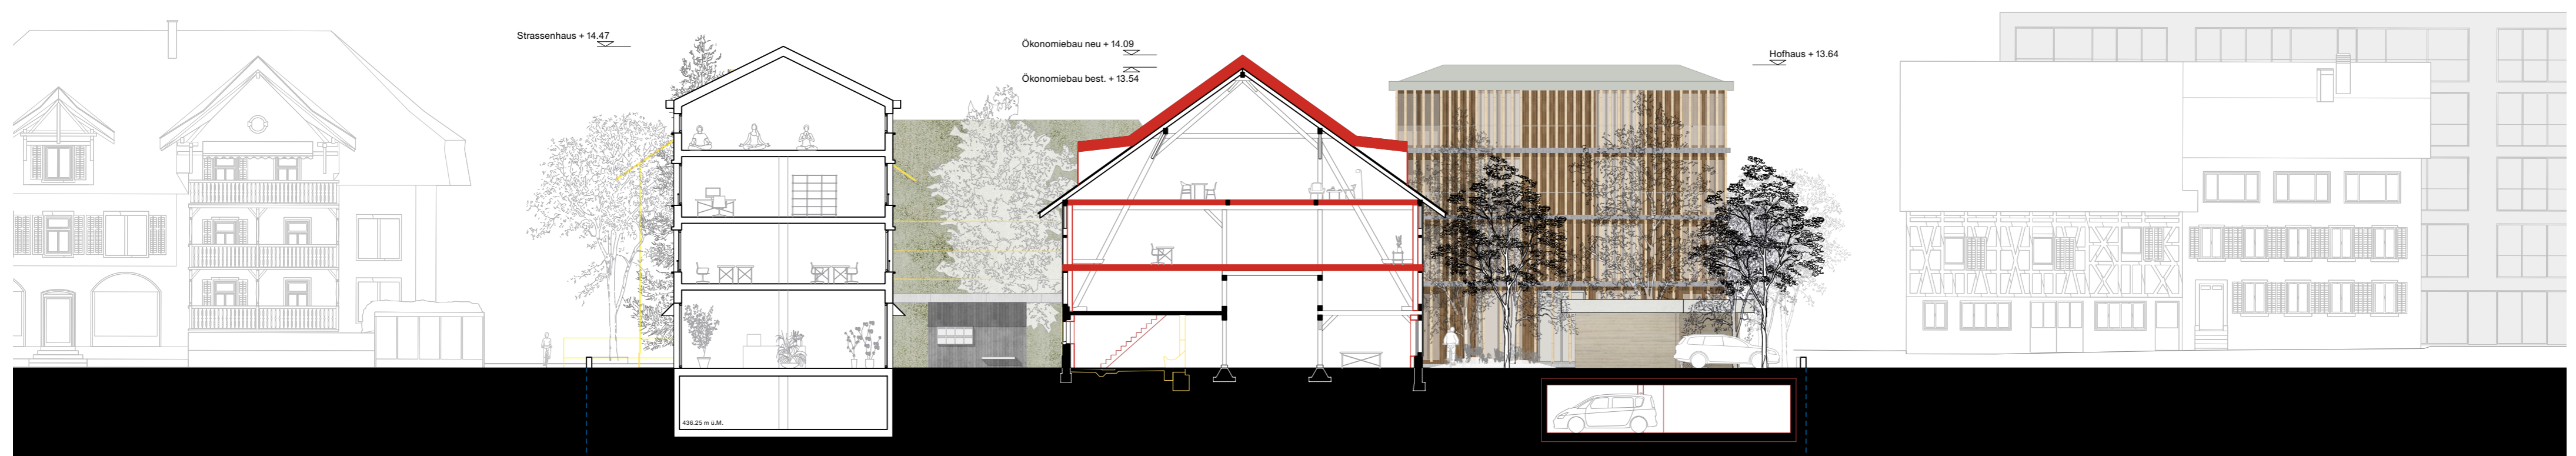 Strassenhaus + 14.47
Ökonomiebau neu + 14.09
Ökonomiebau best. + 13.54
Hofhaus + 13.64
436.25 m ü.M.